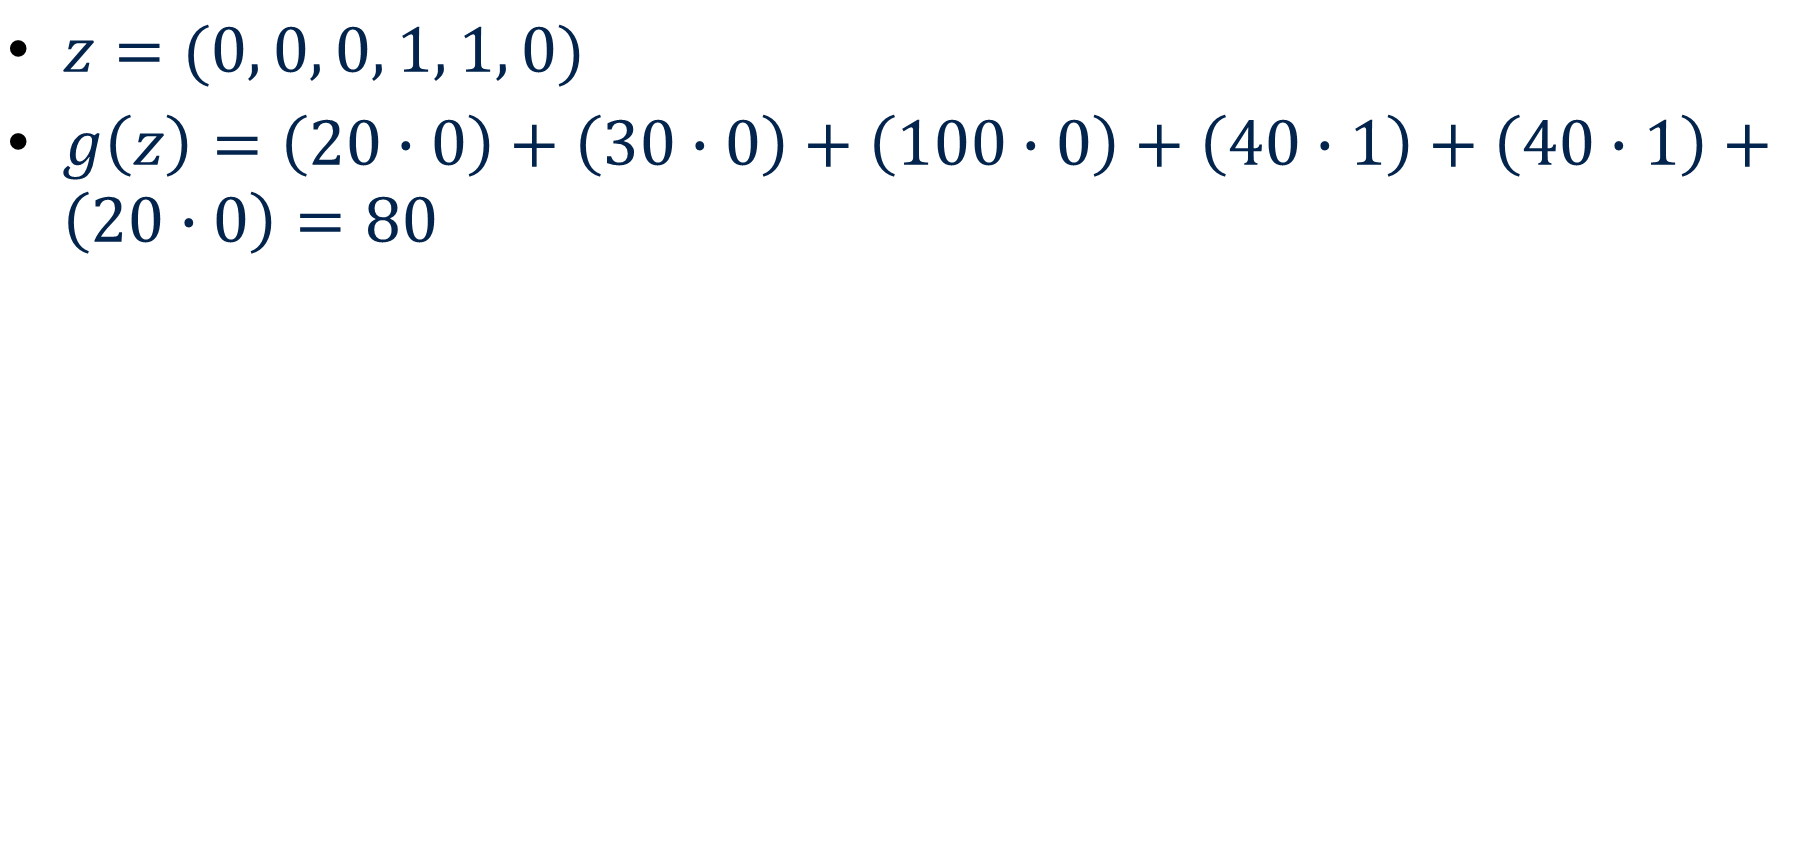 • z = (0, 0, 0, 1, 1, 0)
• g(z) = (20 · 0) + (30 · 0) + (100 · 0) + (40 · 1) + (40 · 1) +
(20 · 0) = 80